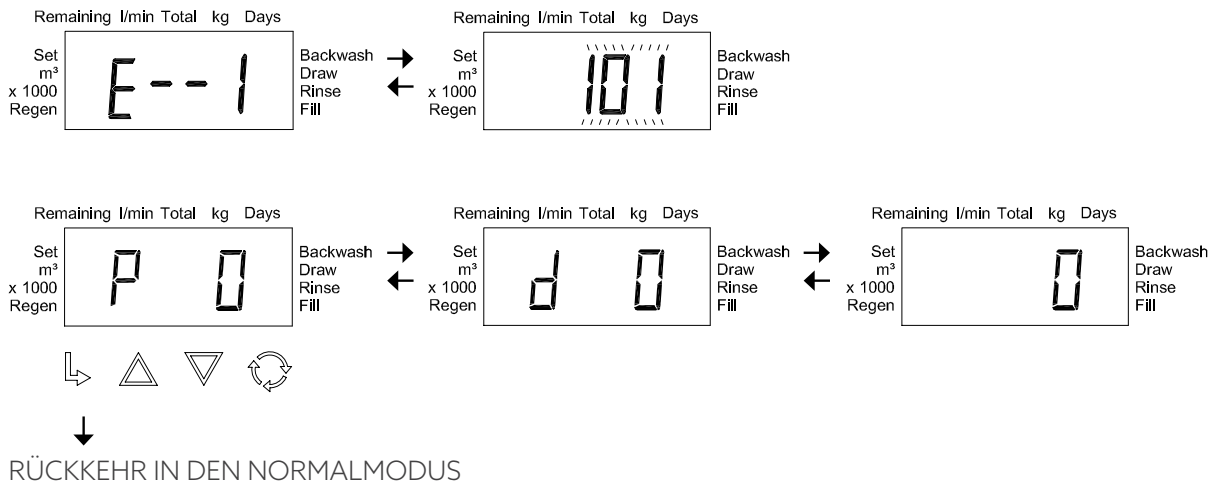 Remaining l/min Total kg Days
Remaining l/min Total kg Days
Set
m³
x 1000
Regen
E--1
Backwash
Draw
Rinse
Fill
Set
m³
x 1000
Regen
101
Backwash
Draw
Rinse
Fill
Remaining l/min Total kg Days
Remaining l/min Total kg Days
Remaining l/min Total kg Days
Set
m³
x 1000
Regen
P 0
Backwash
Draw
Rinse
Fill
Set
m³
x 1000
Regen
d 0
Backwash
Draw
Rinse
Fill
Set
m³
x 1000
Regen
0
Backwash
Draw
Rinse
Fill
RÜCKKEHR IN DEN NORMALMODUS